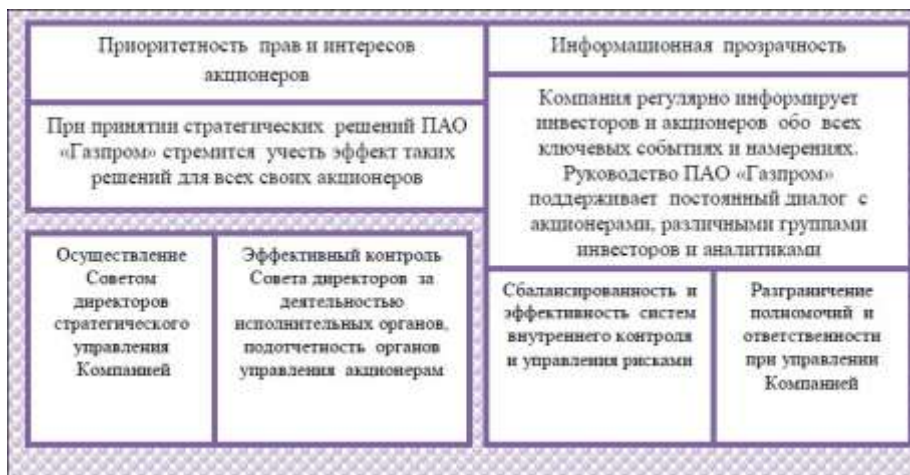 Приоритетность прав и интересов
акционеров
При принятии стратегических решений ПАО
«Газпром» стремится учесть эффект таких
решений для всех своих акционеров
Информационная прозрачность
Компания регулярно информирует
инвесторов и акционеров обо всех
ключевых событиях и намерениях.
Руководство ПАО «Газпром»
поддерживает постоянный диалог с
акционерами, различными группами
инвесторов и аналитиками
Осуществление
Советом
директоров
стратегического
управления
Компанией
Эффективный контроль
Совета директоров за
деятельностью
исполнительных органов,
подотчетность органов
управления акционерам
Сбалансированность и
эффективность систем
внутреннего контроля
и управления рисками
Разграничение
полномочий и
ответственности
при управлении
Компанией